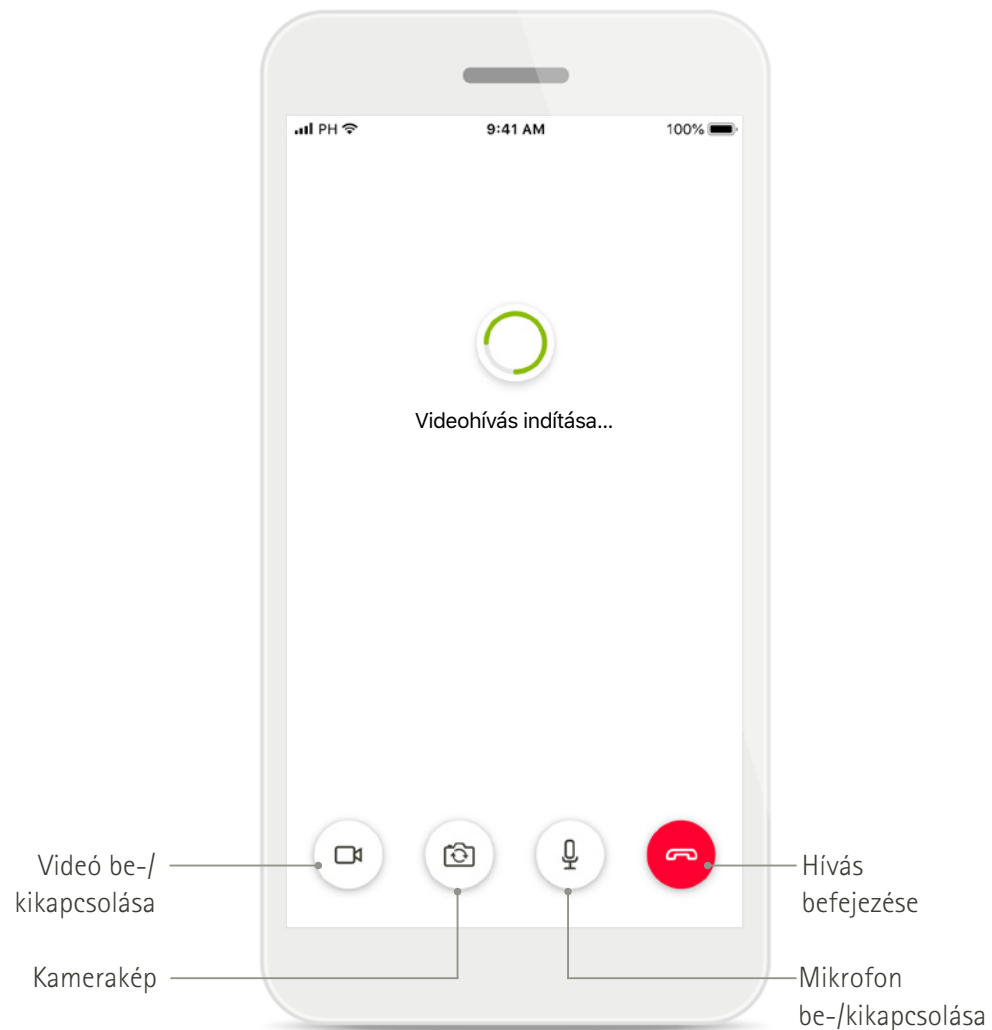 PH 9:41 AM 100%
Videohívás indítása...
Videó be-/
kikapcsolása
Hívás
befejezése
Kamerakép
Mikrofon
be-/kikapcsolása